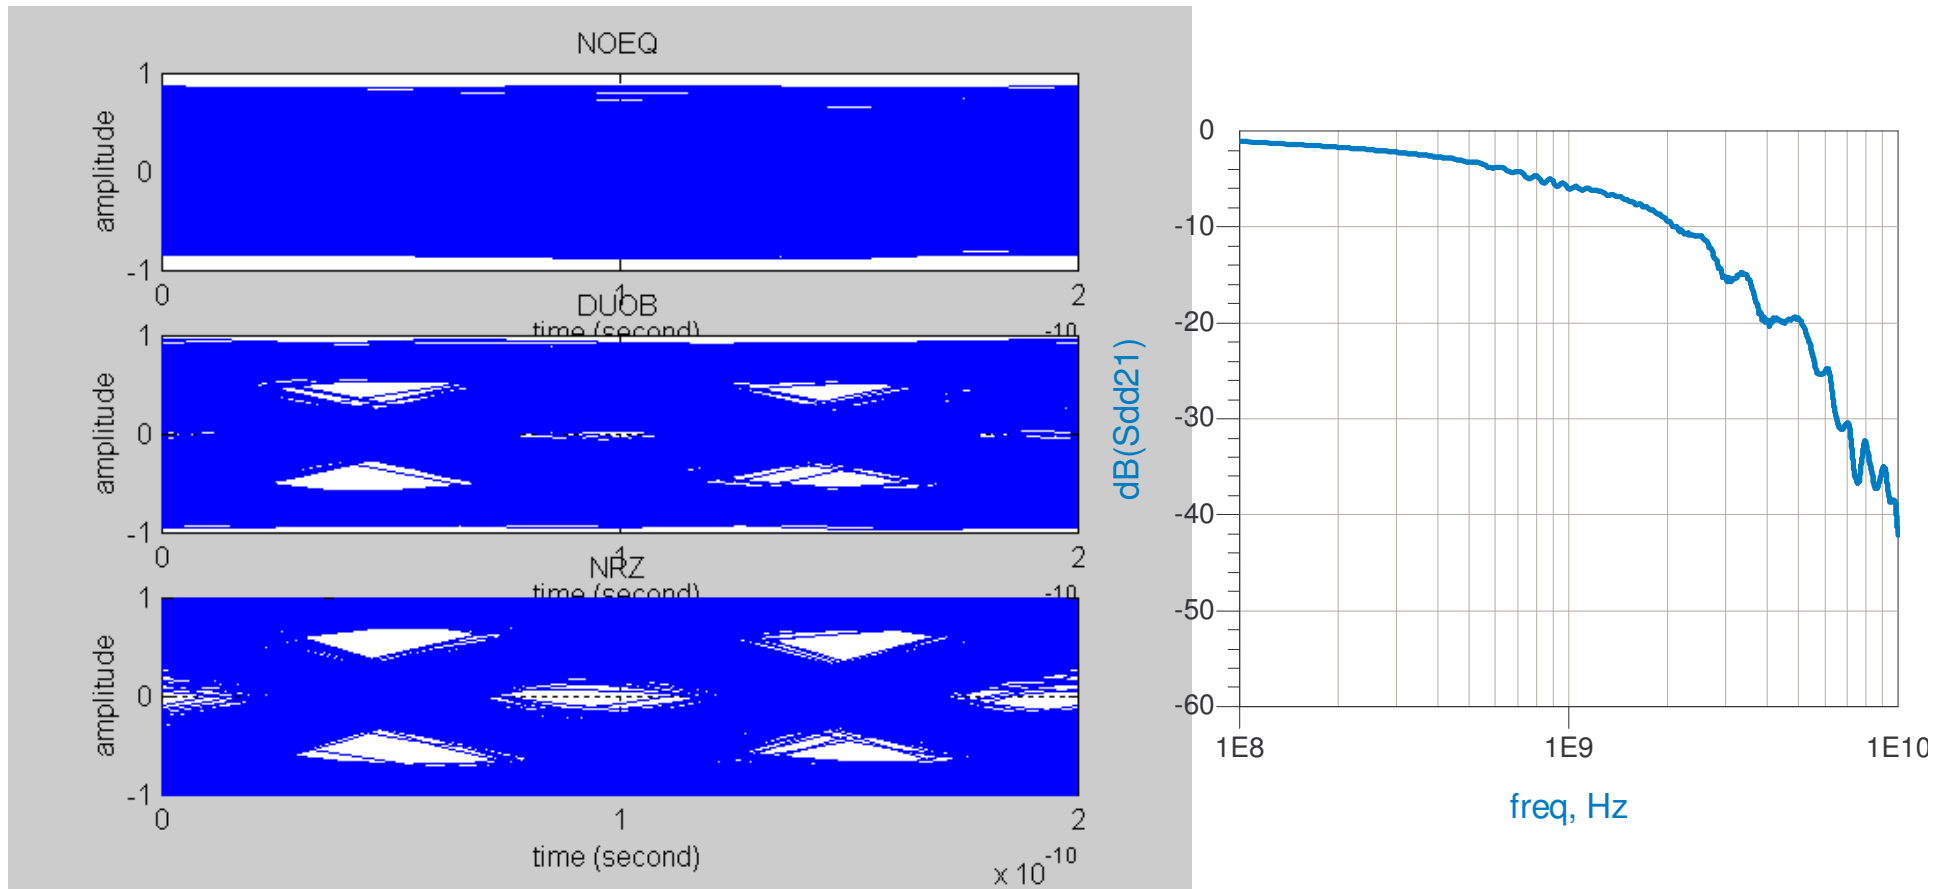 NOEQ
1
0
-1
amplitude
0
1
2
time (second)
-10
DUOB
1
0
-1
amplitude
0
1
2
time (second)
-10
NRZ
1
0
-1
amplitude
0
1
2
time (second)
x 10-10
0
-10
-20
-30
-40
-50
-60
dB(Sdd21)
1E8
1E9
1E10
freq, Hz